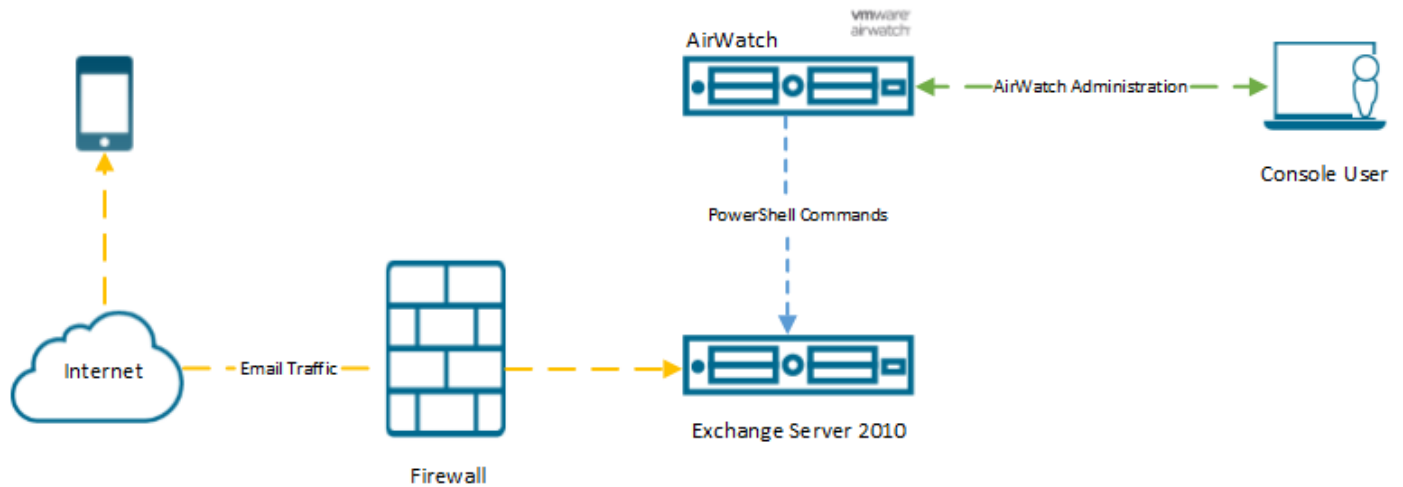 vmware
airwatch
AirWatch
AirWatch Administration
Console User
PowerShell Commands
Internet
Email Traffic
Exchange Server 2010
Firewall